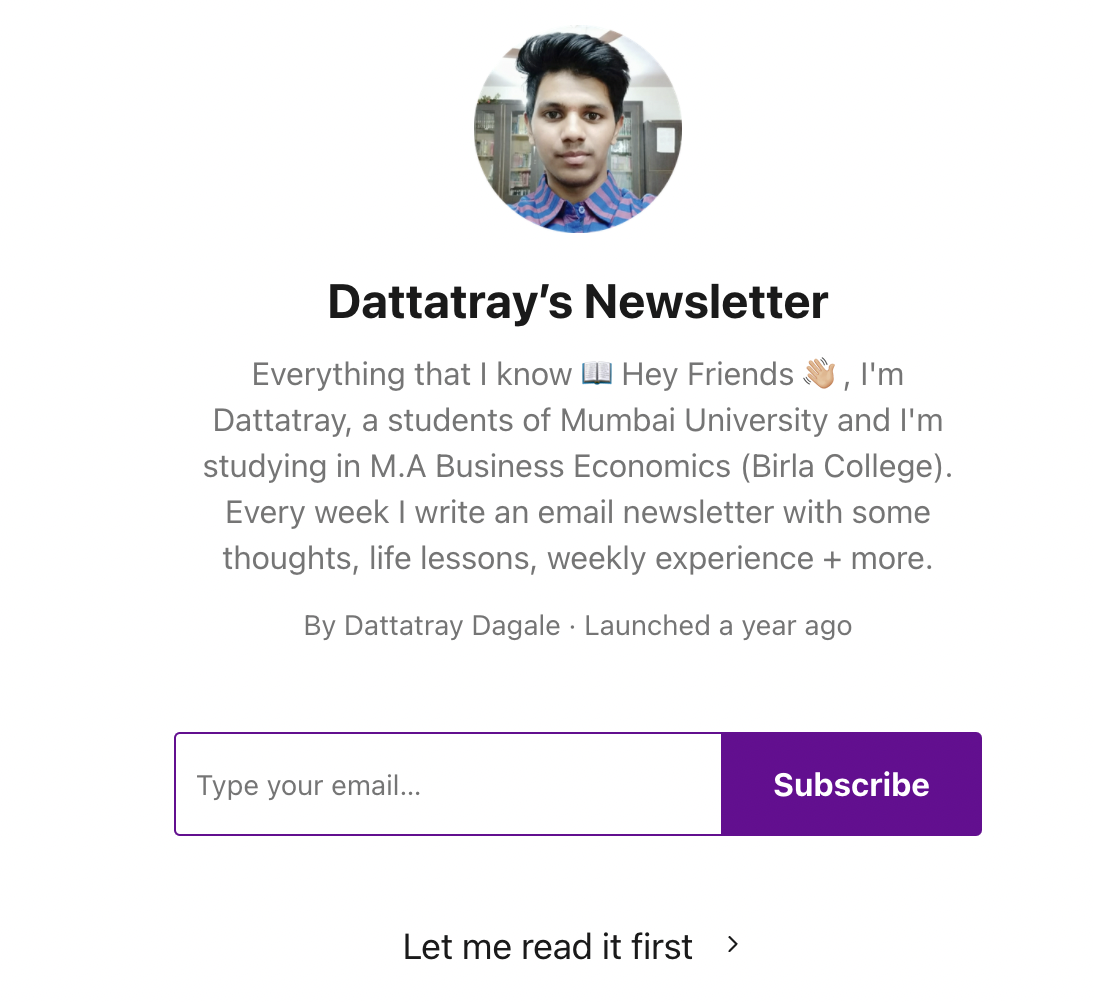 Dattatray’s Newsletter
Everything that I know 📖 Hey Friends 👋🏼 , I'm
Dattatray, a students of Mumbai University and I'm
studying in M.A Business Economics (Birla College).
Every week I write an email newsletter with some
thoughts, life lessons, weekly experience + more.
By Dattatray Dagale · Launched a year ago
Type your email...
Subscribe
Let me read it first